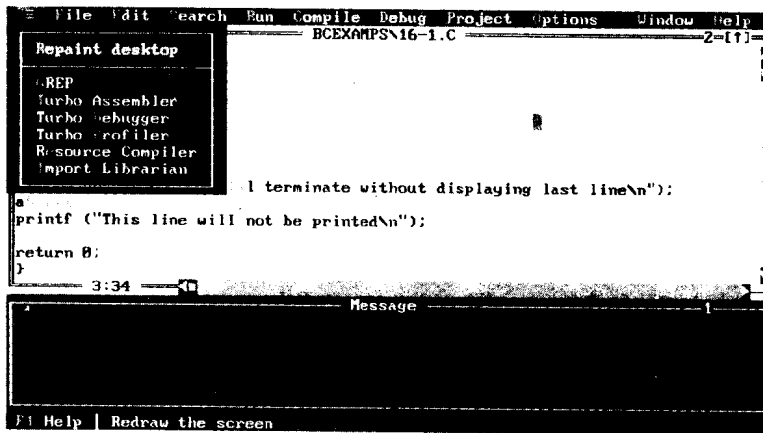 ≡ File Edit Search Run Compile Debug Project Options Window Help
BCEXAMPS\16-1.C 2=[↑]
Repaint desktop
GREP
Turbo Assembler
Turbo Debugger
Turbo Profiler
Resource Compiler
Import Librarian
l terminate without displaying last line\n");
a
printf ("This line will not be printed\n");
return 0;
}
3:34
Message 1
F1 Help | Redraw the screen